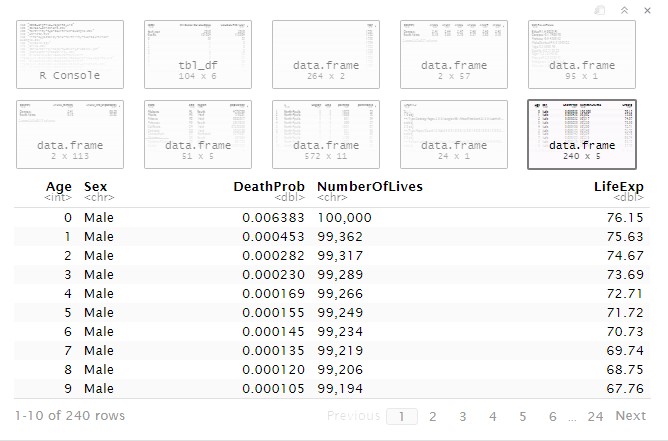 R Console
tbl_df
104 x 6
data.frame
264 x 2
data.frame
2 x 57
data.frame
95 x 1
data.frame
2 x 113
data.frame
51 x 5
data.frame
572 x 11
data.frame
24 x 1
data.frame
240 x 5
Age Sex DeathProb NumberOfLives LifeExp
<int> <chr> <dbl> <chr> <dbl>
0 Male 0.006383 100,000 76.15
1 Male 0.000453 99,362 75.63
2 Male 0.000282 99,317 74.67
3 Male 0.000230 99,289 73.69
4 Male 0.000169 99,266 72.71
5 Male 0.000155 99,249 71.72
6 Male 0.000145 99,234 70.73
7 Male 0.000135 99,219 69.74
8 Male 0.000120 99,206 68.75
9 Male 0.000105 99,194 67.76
1-10 of 240 rows Previous 1 2 3 4 5 6 ... 24 Next